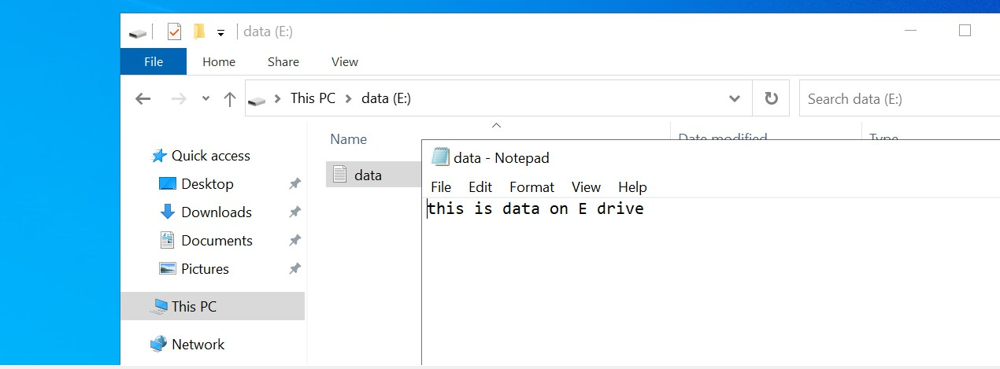 data (E:)
File Home Share View
This PC data (E:)
Search data (E:)
Name Date modified Type
Quick access
Desktop
Downloads
Documents
Pictures
This PC
Network
data
data - Notepad
File Edit Format View Help
this is data on E drive